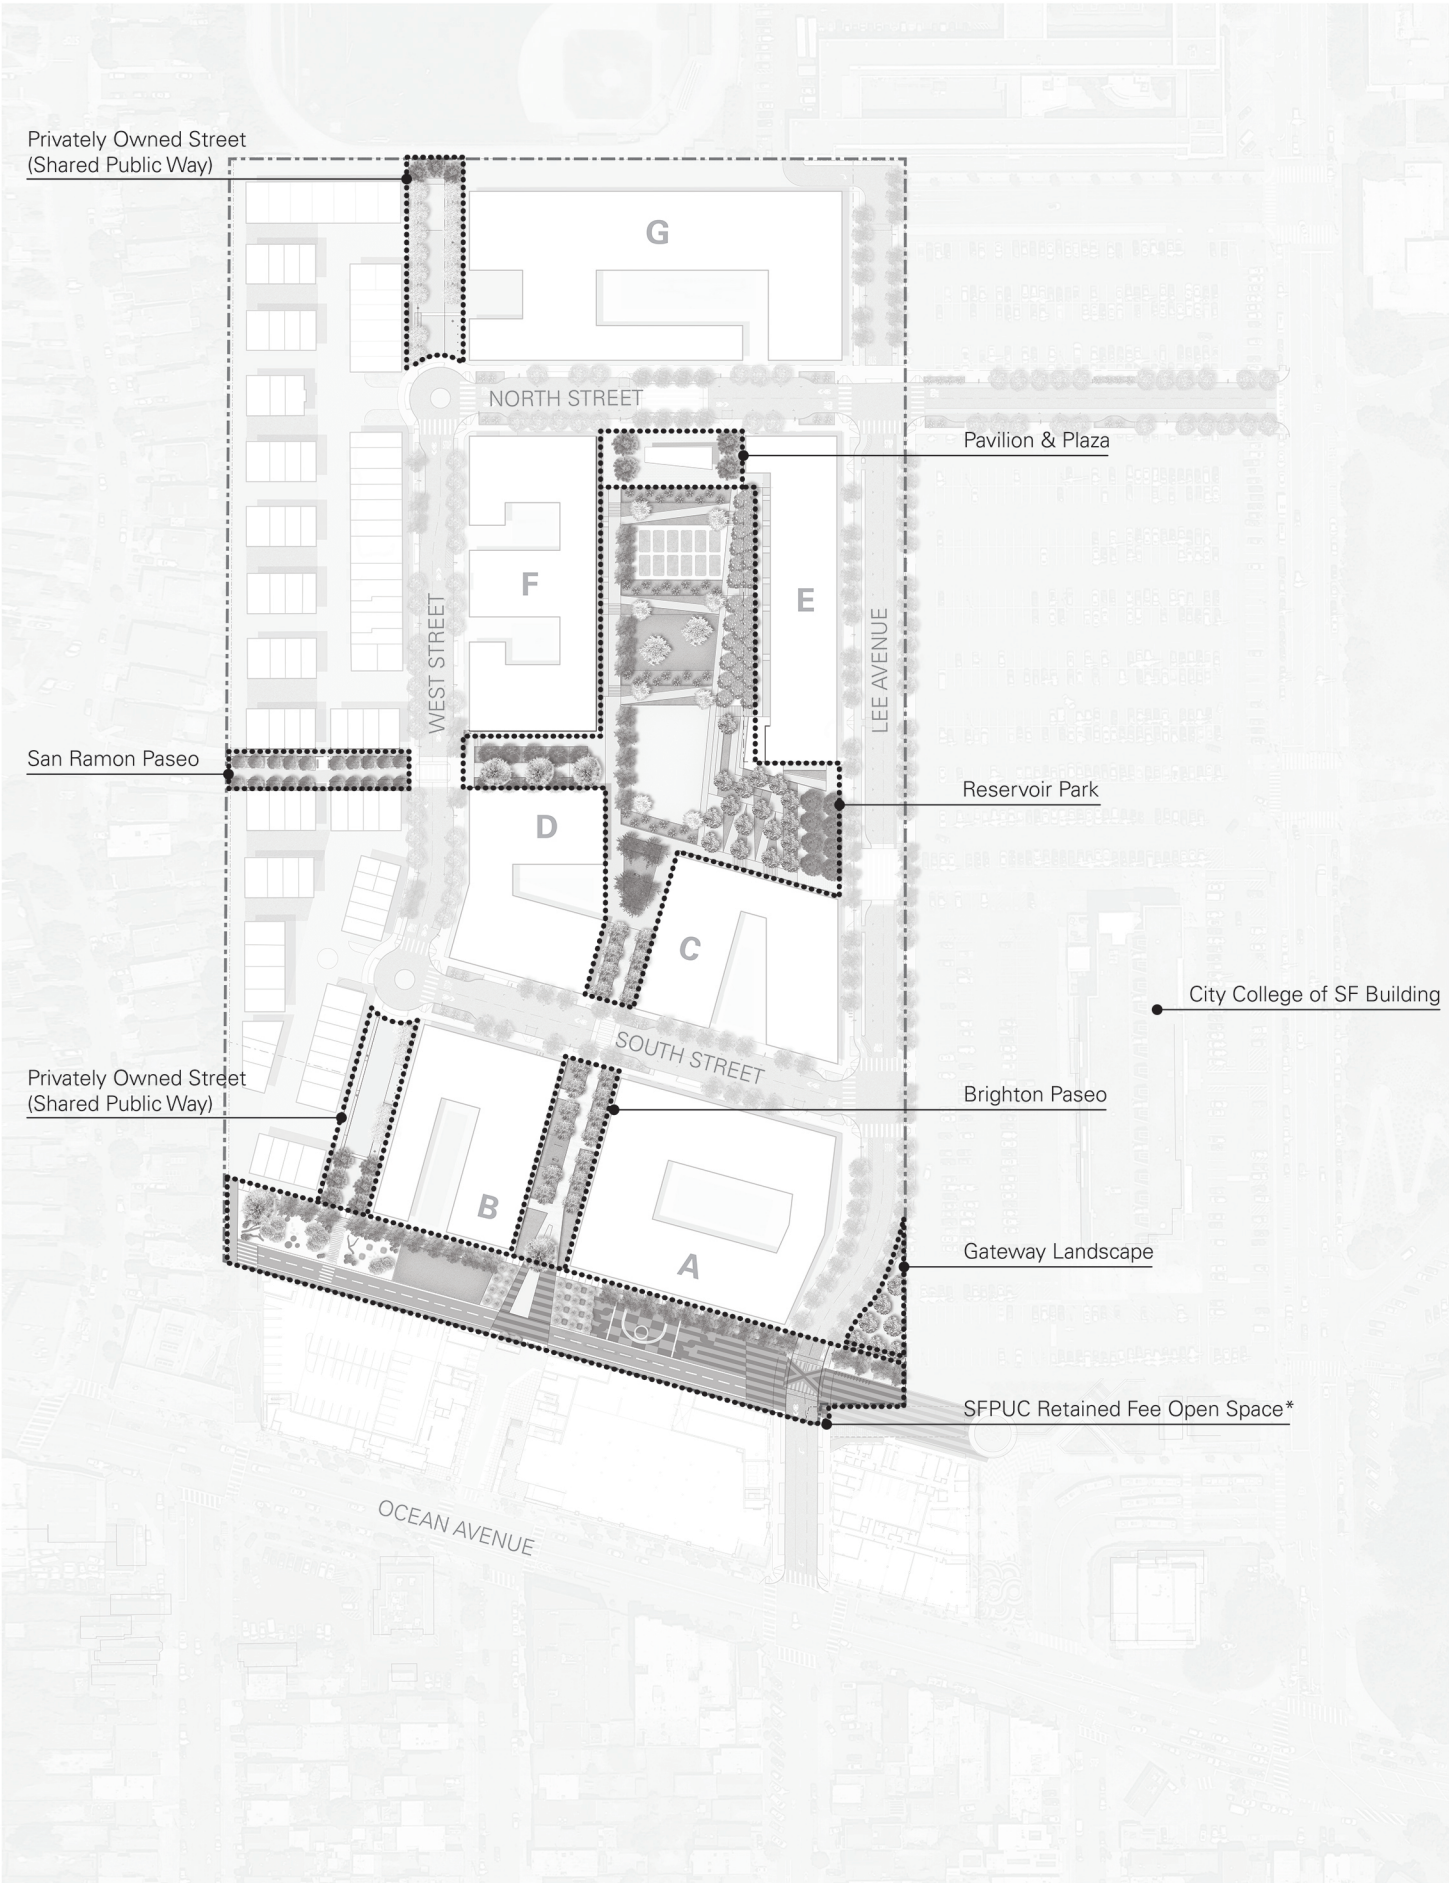 Privately Owned Street
(Shared Public Way)
G
NORTH STREET
Pavilion & Plaza
F
E
WEST STREET
LEE AVENUE
San Ramon Paseo
Reservoir Park
D
C
City College of SF Building
SOUTH STREET
Privately Owned Street
(Shared Public Way)
Brighton Paseo
B
A
Gateway Landscape
SFPUC Retained Fee Open Space*
OCEAN AVENUE